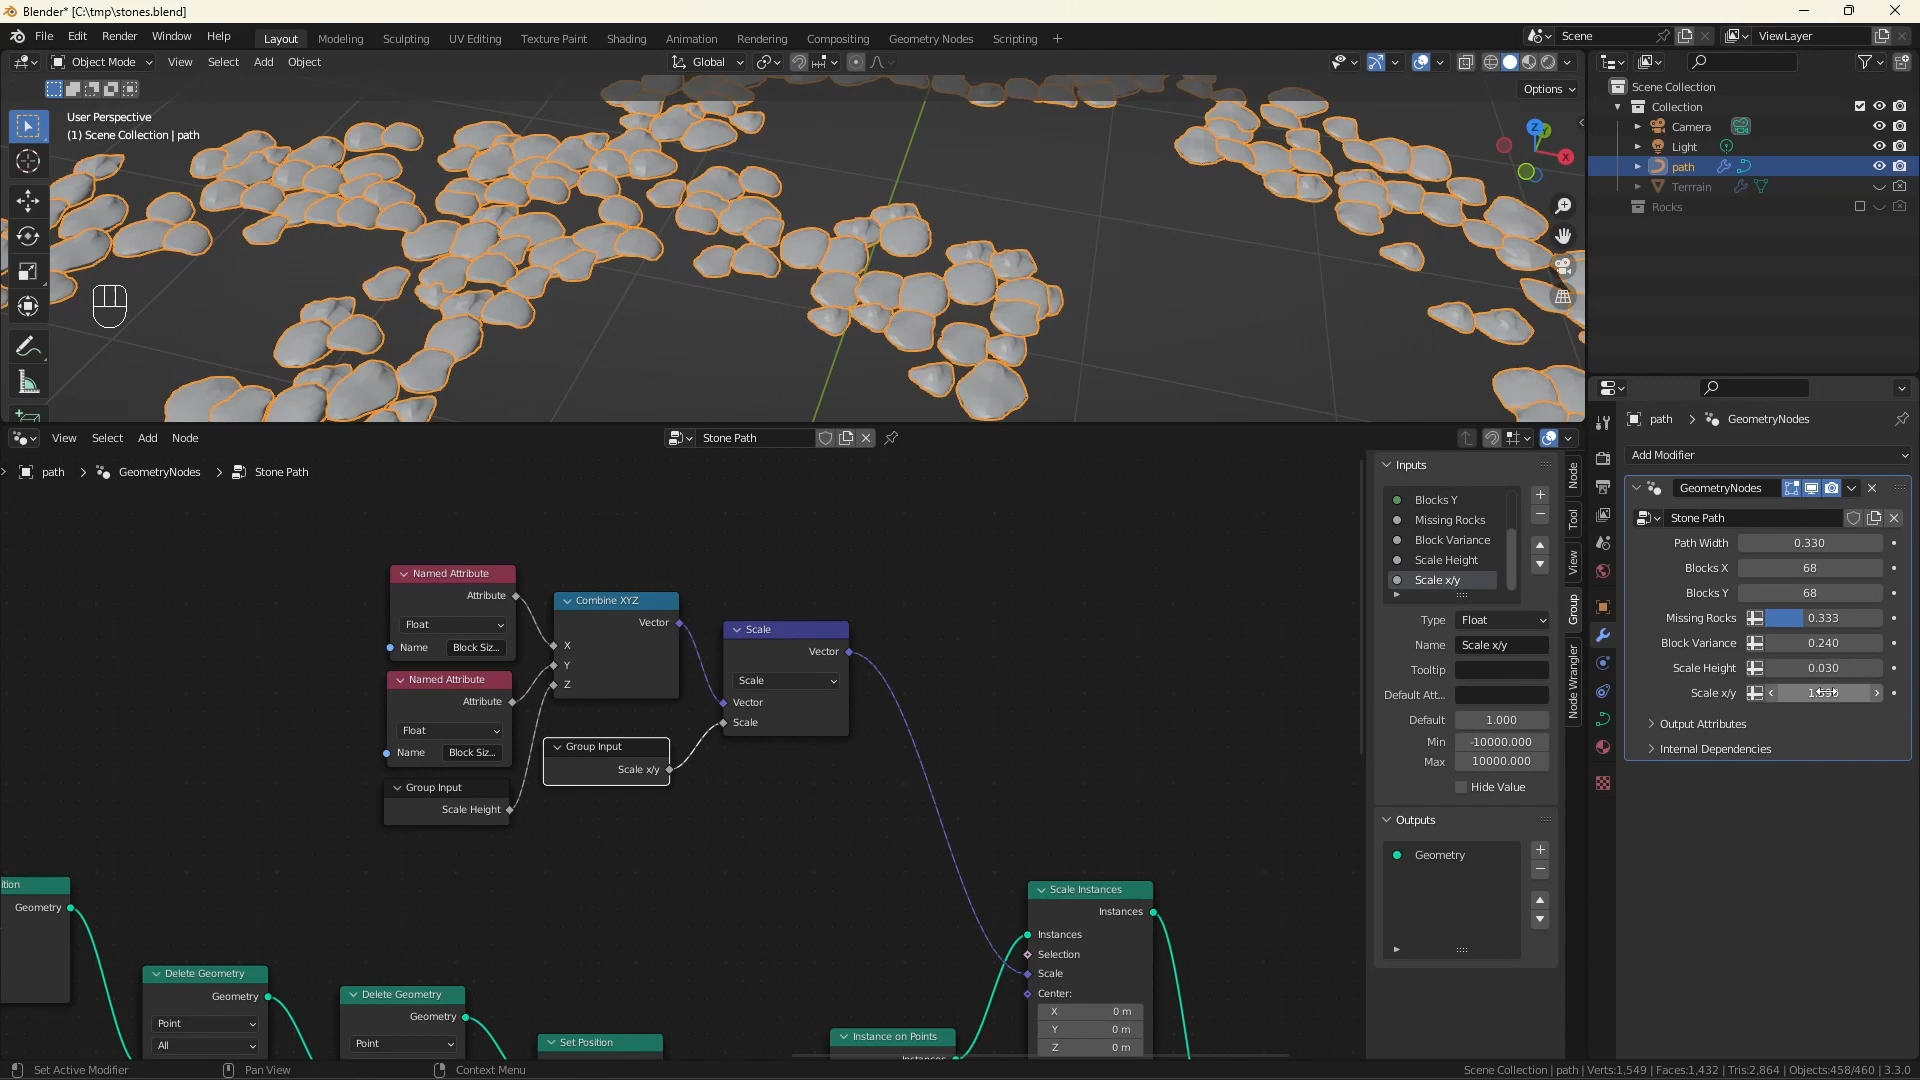 Blender* [C:\tmp\stones.blend]
File Edit Render Window Help Layout Modeling Sculpting UV Editing Texture Paint Shading Animation Rendering Compositing Geometry Nodes Scripting + Scene ViewLayer
Object Mode View Select Add Object Global
Options
User Perspective
(1) Scene Collection | path
Z
Y
X
Scene Collection
Collection
Camera
Light
path
Terrrain
Rocks
View Select Add Node Stone Path
path GeometryNodes Stone Path
Named Attribute
Attribute
Float
Name Block Siz...
Named Attribute
Attribute
Float
Name Block Siz...
Group Input
Scale Height
Combine XYZ
Vector
X
Y
Z
Group Input
Scale x/y
Scale
Vector
Scale
Vector
Scale
Geometry
Delete Geometry
Geometry
Point
All
Delete Geometry
Geometry
Point
Set Position
Instance on Points
Instances
Scale Instances
Instances
Instances
Selection
Scale
Center:
X 0 m
Y 0 m
Z 0 m
Inputs
Blocks Y
Missing Rocks
Block Variance
Scale Height
Scale x/y
Type Float
Name Scale x/y
Tooltip
Default Att...
Default 1.000
Min -10000.000
Max 10000.000
Hide Value
Outputs
Geometry
Node
Tool
View
Group
Node Wrangler
path GeometryNodes
Add Modifier
GeometryNodes
Stone Path
Path Width 0.330
Blocks X 68
Blocks Y 68
Missing Rocks 0.333
Block Variance 0.240
Scale Height 0.030
Scale x/y
Output Attributes
Internal Dependencies
Set Active Modifier Pan View Context Menu Scene Collection | path | Verts:1,549 | Faces:1,432 | Tris:2,864 | Objects:458/460 | 3.3.0